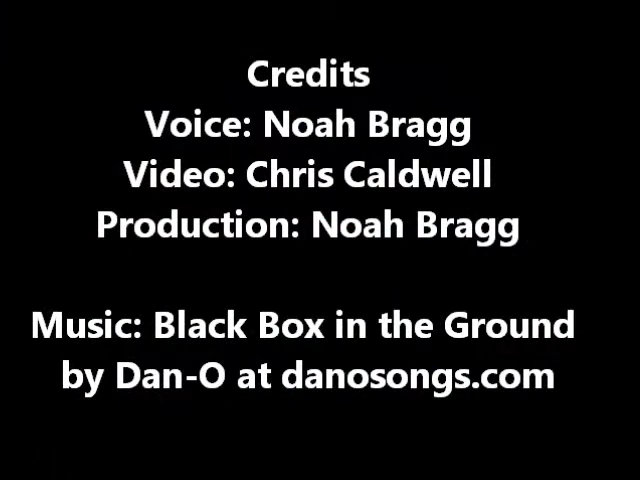 Credits
Voice: Noah Bragg
Video: Chris Caldwell
Production: Noah Bragg
Music: Black Box in the Ground
by Dan-O at danosongs.com